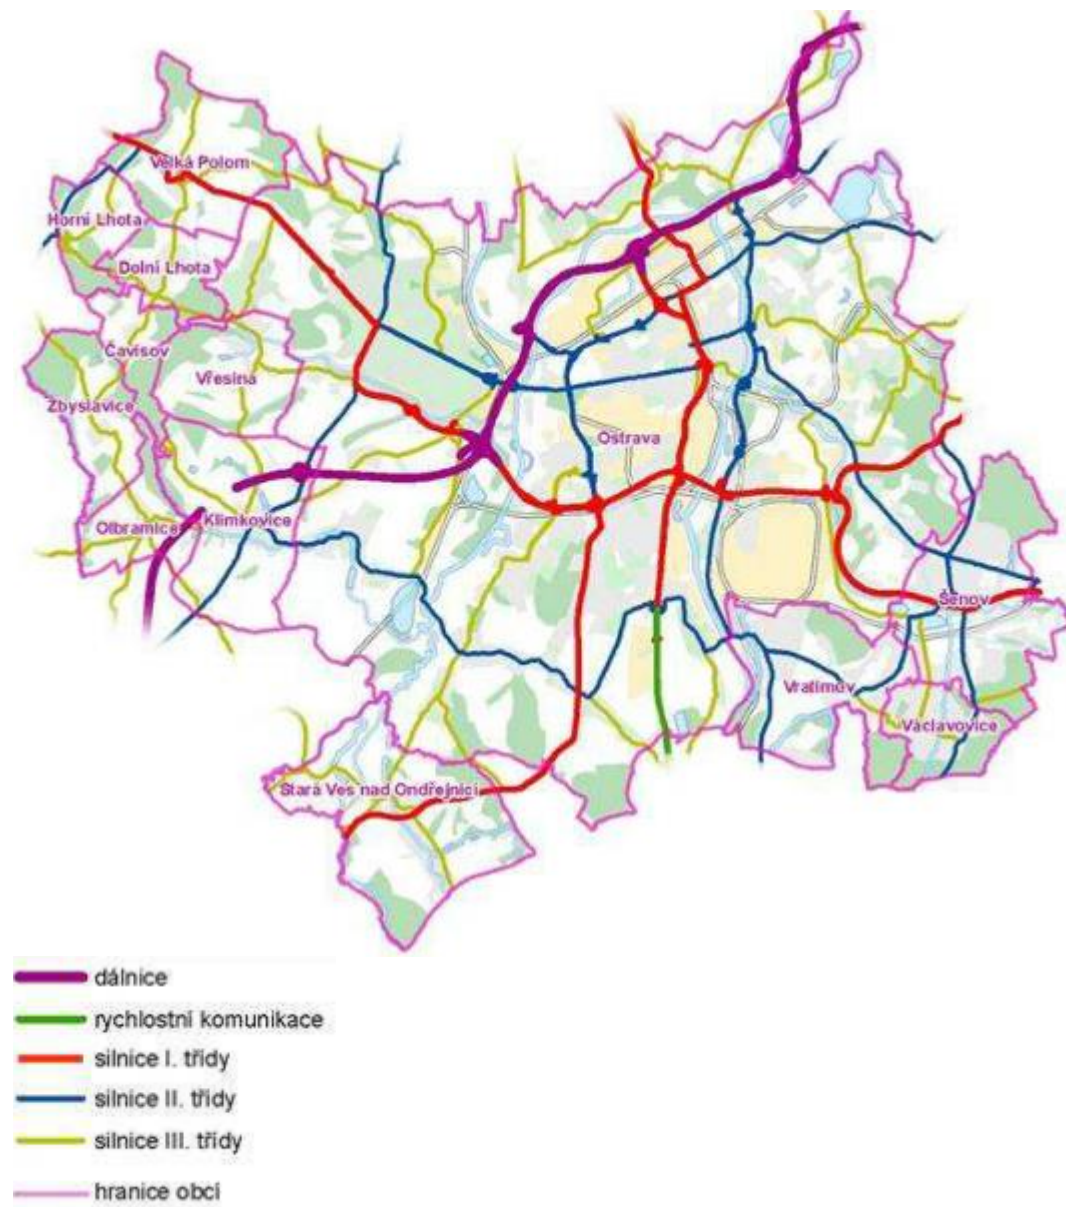 Velká Polom
Horní Lhota
Dolní Lhota
Čavisov
Vřesina
Zbyslavice
Ostrava
Olbramice
Klimkovice
Šenov
Vratimov
Václavovice
Stará Ves nad Ondřejnicí
dálnice
rychlostní komunikace
silnice I. třídy
silnice II. třídy
silnice III. třídy
hranice obcí